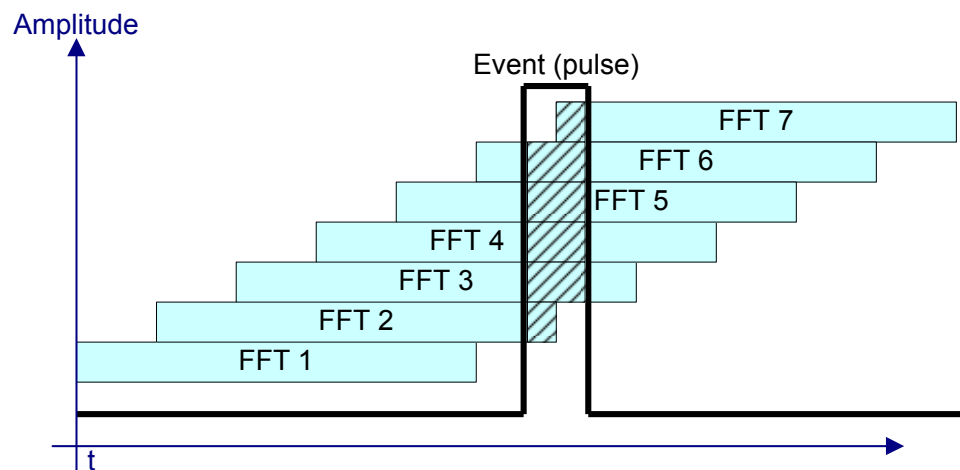 Amplitude
Event (pulse)
FFT 7
FFT 6
FFT 5
FFT 4
FFT 3
FFT 2
FFT 1
t